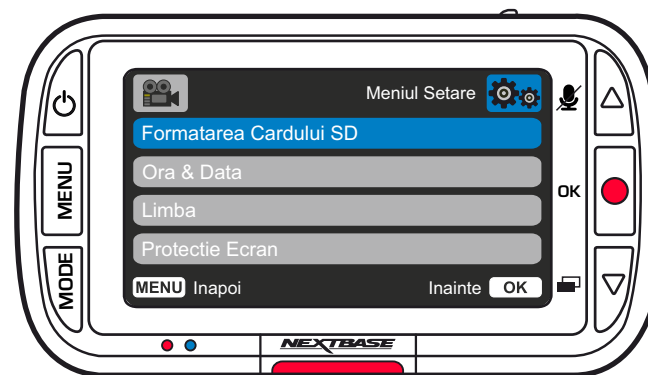 Meniul Setare
Formatarea Cardului SD
Ora & Data
Limba
Protectie Ecran
MENU Inapoi Inainte OK
MENU
MODE
OK
NEXTBASE